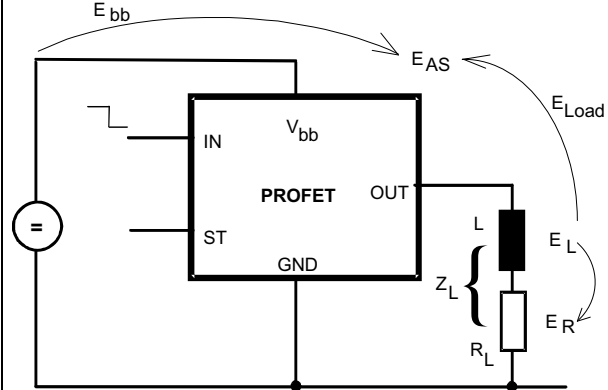 E bb
E AS
E Load
IN
V bb
PROFET
OUT
=
ST
L
E L
GND
Z L
{
E R
R L